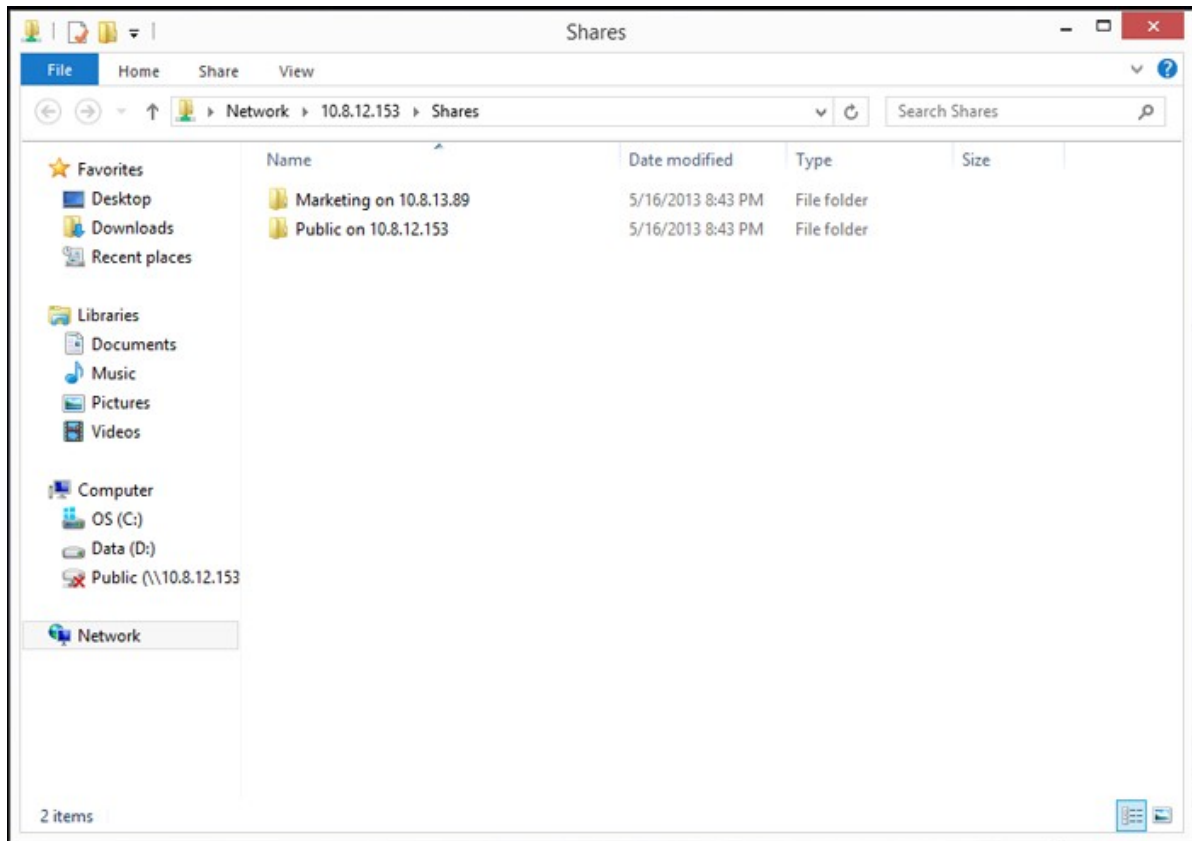 Shares
File Home Share View
Network 10.8.12.153 Shares Search Shares
Name Date modified Type Size
Marketing on 10.8.13.89 5/16/2013 8:43 PM File folder
Public on 10.8.12.153 5/16/2013 8:43 PM File folder
Favorites
Desktop
Downloads
Recent places
Libraries
Documents
Music
Pictures
Videos
Computer
OS (C:)
Data (D:)
Public (\\10.8.12.153
Network
2 items